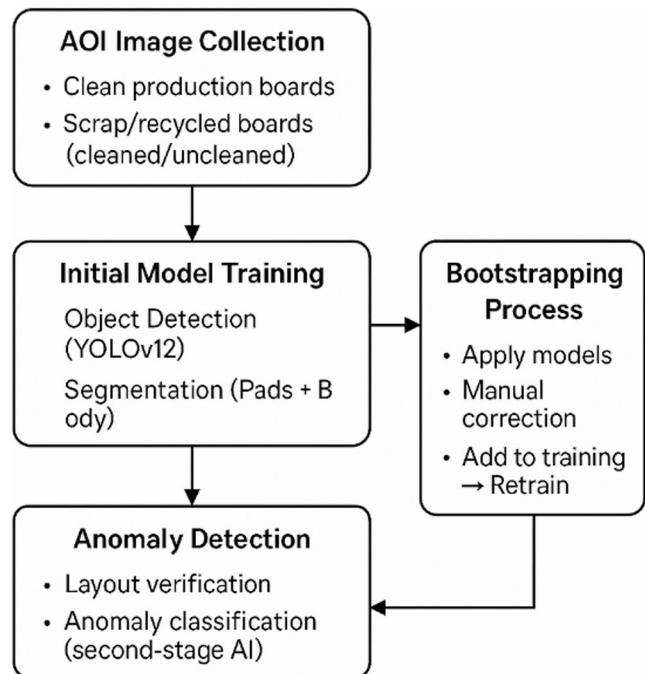 AOI Image Collection
• Clean production boards
• Scrap/recycled boards
(cleaned/uncleaned)
Initial Model Training
Object Detection
(YOLOv12)
Segmentation (Pads + B
ody)
Bootstrapping
Process
• Apply models
• Manual
correction
• Add to training
→ Retrain
Anomaly Detection
• Layout verification
• Anomaly classification
(second-stage AI)